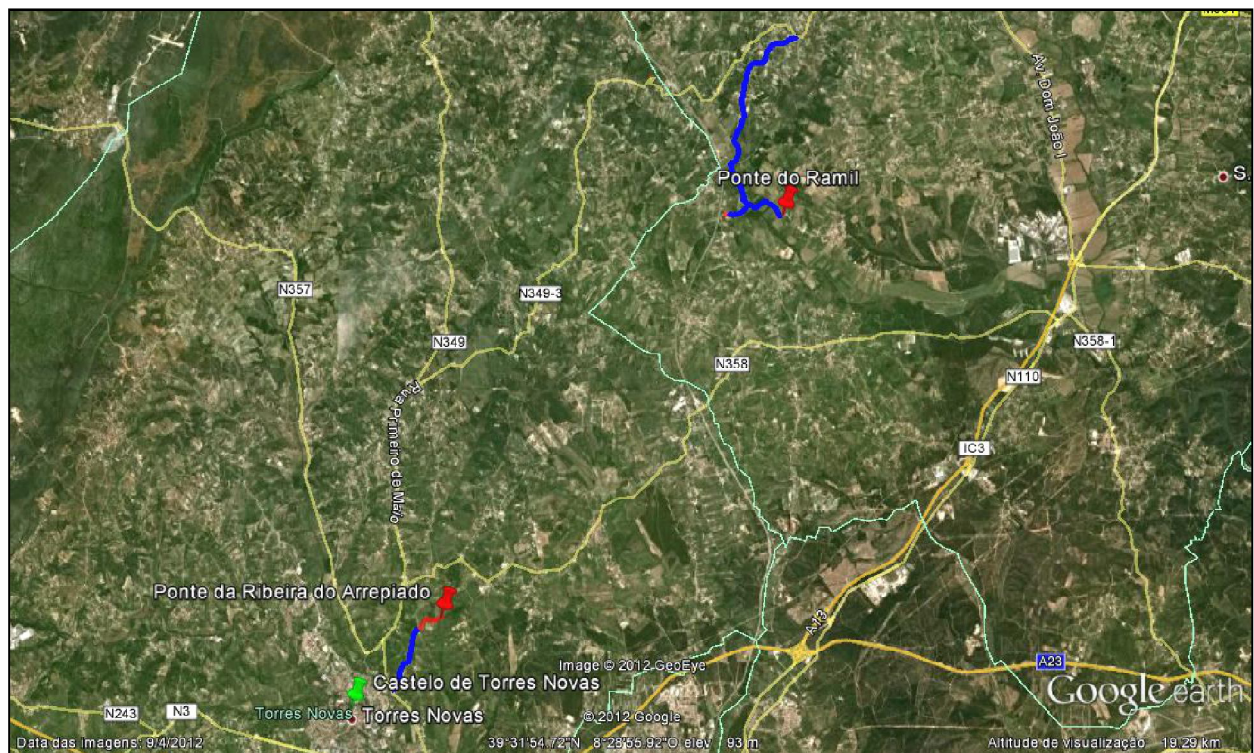 Av. Dom João I
Ponte do Ramil
S.
N357
N349-3
N349
N358
N358-1
N110
Rua Primeiro de Maio
IC3
Ponte da Ribeira do Arrepiado
A23
Image © 2012 GeoEye
A23
Castelo de Torres Novas
Google earth
N243
N3
Torres Novas
Torres Novas
© 2012 Google
Data das imagens: 9/4/2012
39°31'54.72"N 8°28'55.92"O elev 93 m
Altitude de visualização 19.29 km